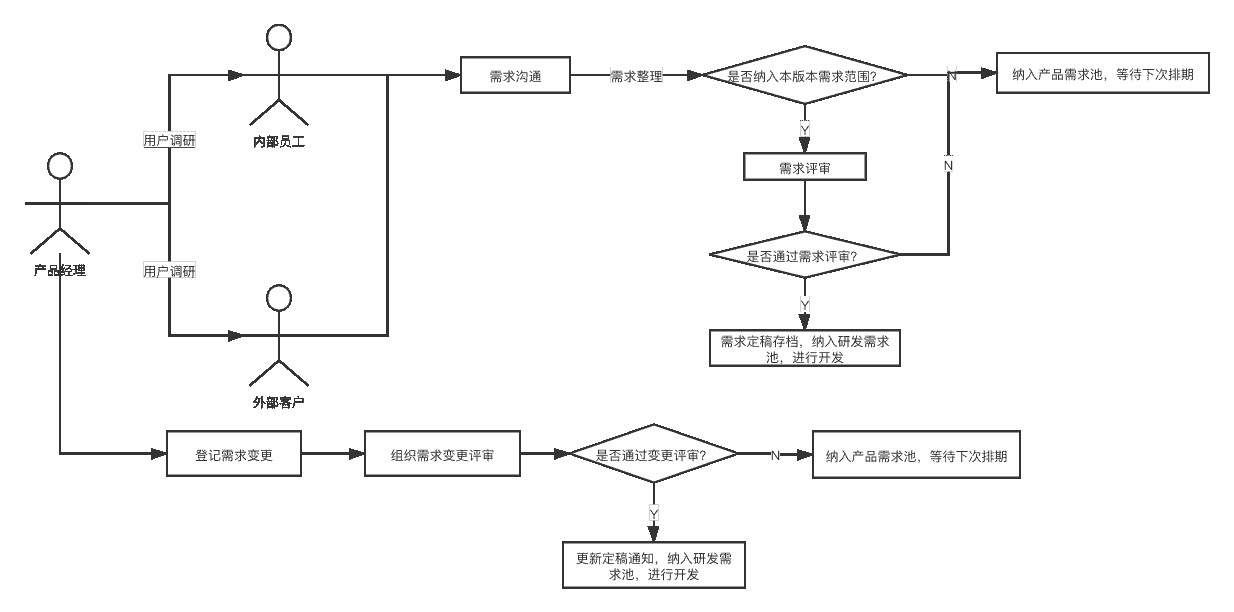 内部员工
用户调研
产品经理
用户调研
外部客户
需求沟通
需求整理
是否纳入本版本需求范围?
N
纳入产品需求池，等待下次排期
Y
需求评审
N
是否通过需求评审?
Y
需求定稿存档，纳入研发需求
池，进行开发
登记需求变更
组织需求变更评审
是否通过变更评审?
N
纳入产品需求池，等待下次排期
Y
更新定稿通知，纳入研发需
求池，进行开发